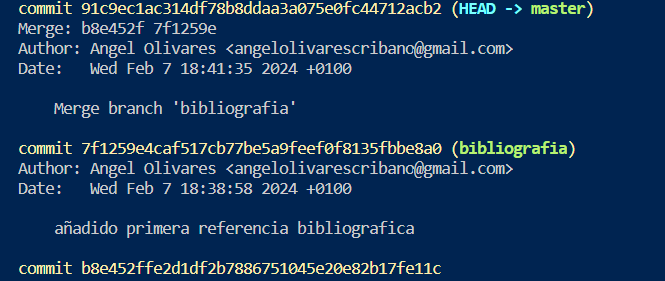 commit 91c9ec1ac314df78b8ddaa3a075e0fc44712acb2 (HEAD -> master)
Merge: b8e452f 7f1259e
Author: Angel Olivares <angelolivarescribano@gmail.com>
Date:   Wed Feb 7 18:41:35 2024 +0100
Merge branch 'bibliografia'
commit 7f1259e4caf517cb77be5a9feef0f8135fbbe8a0 (bibliografia)
Author: Angel Olivares <angelolivarescribano@gmail.com>
Date:   Wed Feb 7 18:38:58 2024 +0100
añadido primera referencia bibliografica
commit b8e452ffe2d1df2b7886751045e20e82b17fe11c